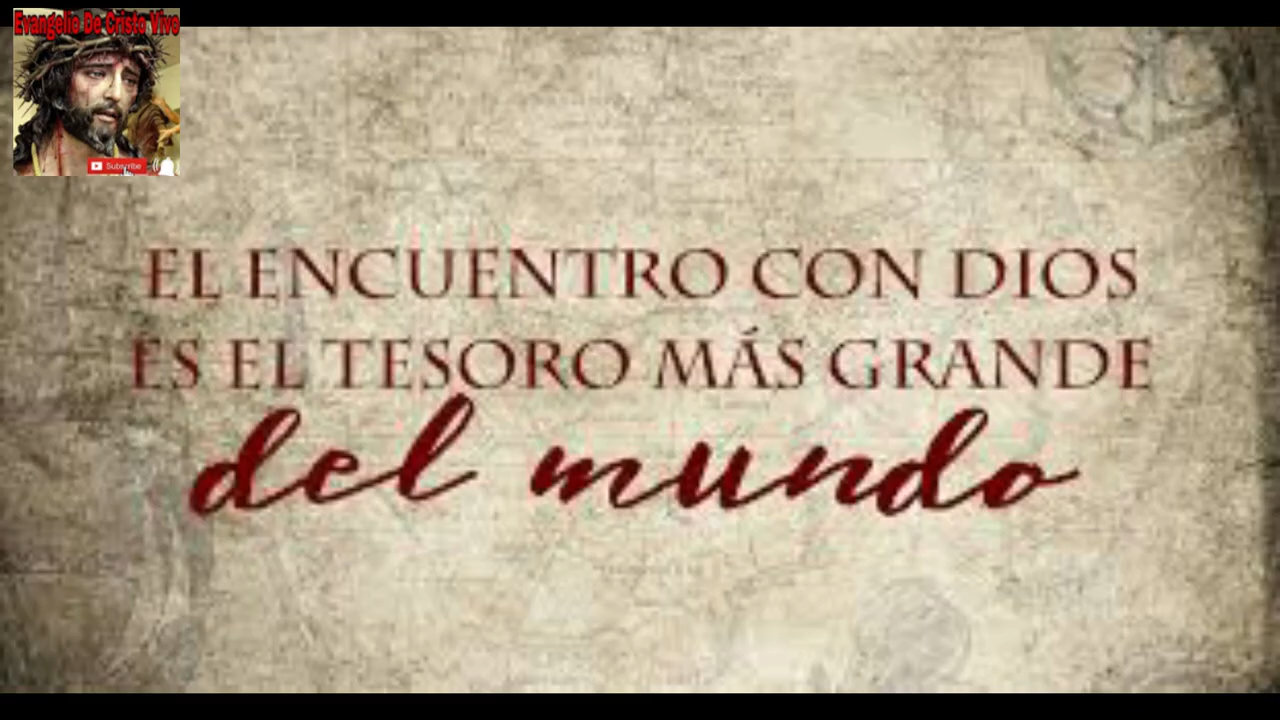 Evangelio De Cristo Vivo
Subscribe
EL ENCUENTRO CON DIOS
ES EL TESORO MÁS GRANDE
del mundo